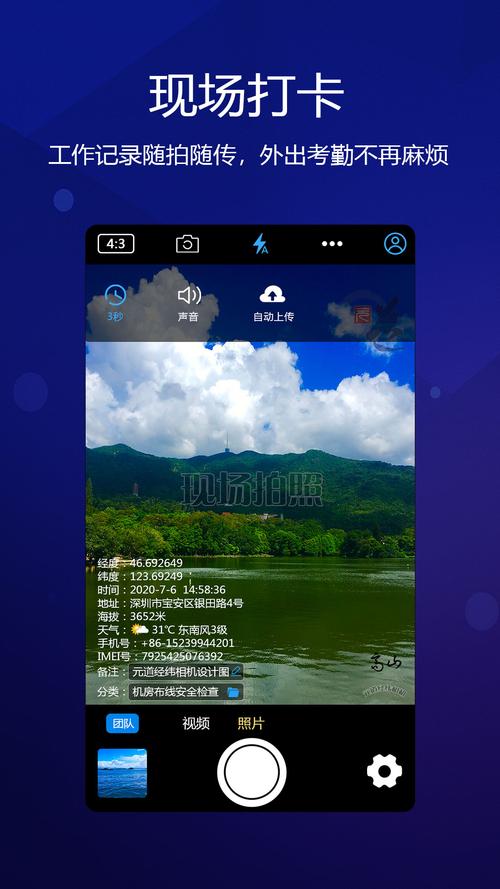 现场打卡
工作记录随拍随传，外出考勤不再麻烦
4:3
A
3秒
声音
自动上传
现场拍照
经度：46.692649
纬度：123.69249
时间：2020-7-6 14:58:36
地址：深圳市宝安区银田路4号
海拔：3652米
天气：31℃ 东南风3级
手机号：+86-15239944201
IMEI号：7925425076392
备注：元道经纬相机设计图
分类：机房布线安全检查
团队 视频 照片